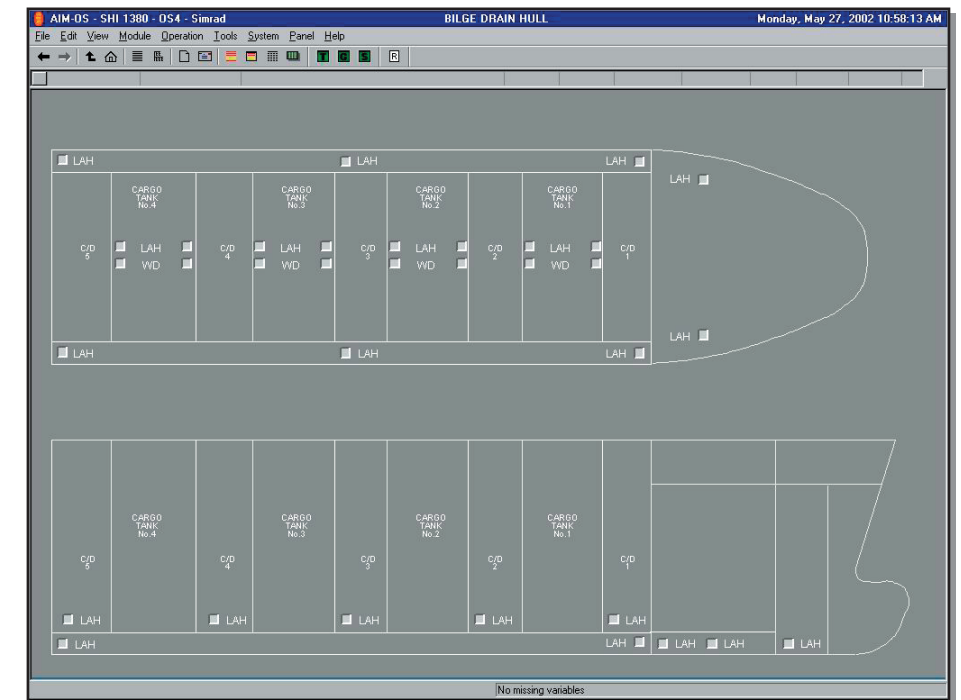 AIM-OS - SHI 1380 - OS4 - Simrad BILGE DRAIN HULL Monday, May 27, 2002 10:58:13 AM
File Edit View Module Operation Tools System Panel Help
T G S R
LAH LAH LAH
LAH
CARGO TANK No.4
CARGO TANK No.3
CARGO TANK No.2
CARGO TANK No.1
C/D 5
LAH
C/D 4
LAH
C/D 3
LAH
C/D 2
LAH
C/D 1
WD WD WD WD
LAH
LAH LAH LAH
CARGO TANK No.4
CARGO TANK No.3
CARGO TANK No.2
CARGO TANK No.1
C/D 5
C/D 4
C/D 3
C/D 2
C/D 1
LAH LAH LAH LAH LAH
LAH LAH LAH LAH LAH
No missing variables